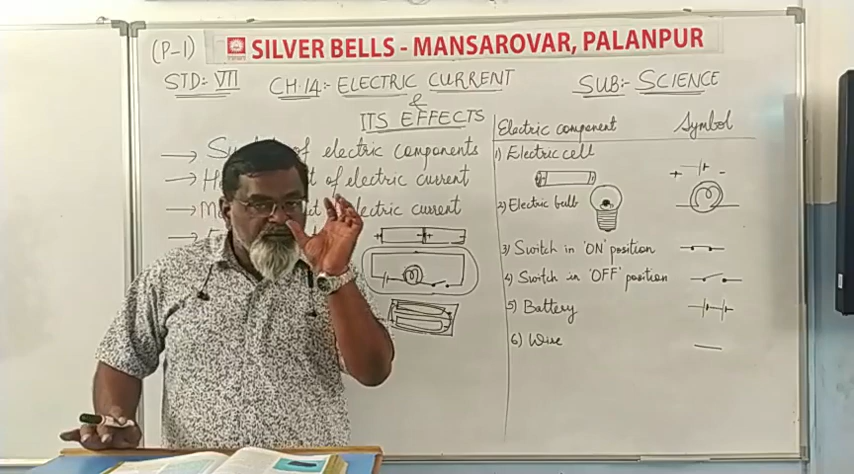 (P-1) SILVER BELLS - MANSAROVAR, PALANPUR
STD:- VII CH.14:- ELECTRIC CURRENT SUB:- SCIENCE
&
ITS EFFECTS
→ of electric components
→ of electric current
→ electric current
→
Electric component Symbol
1) Electric cell
+ -
2) Electric bulb
3) Switch in 'ON' position
4) Switch in 'OFF' position
5) Battery
6) Wire